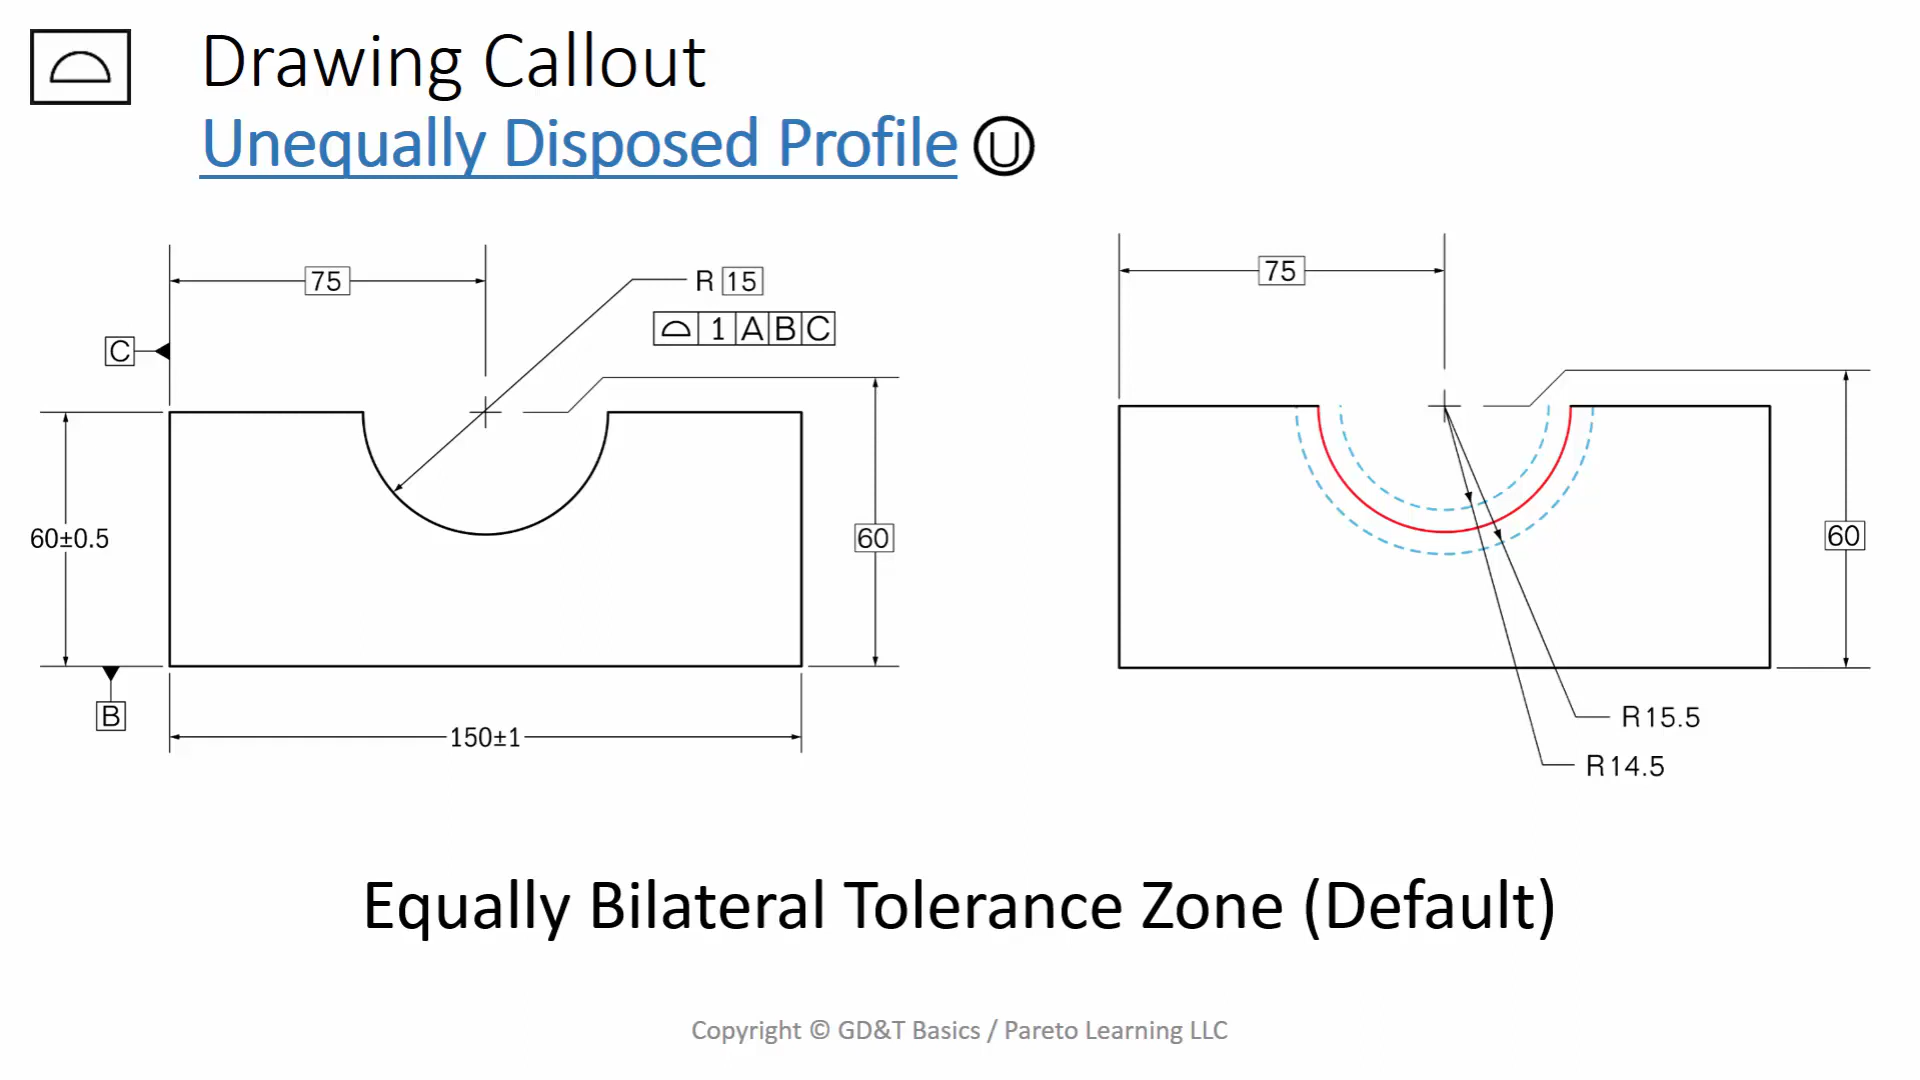 Drawing Callout
Unequally Disposed Profile Ⓤ
75
R 15
⌓ 1 A B C
C
60±0.5
60
B
150±1
75
60
R15.5
R14.5
Equally Bilateral Tolerance Zone (Default)
Copyright © GD&T Basics / Pareto Learning LLC